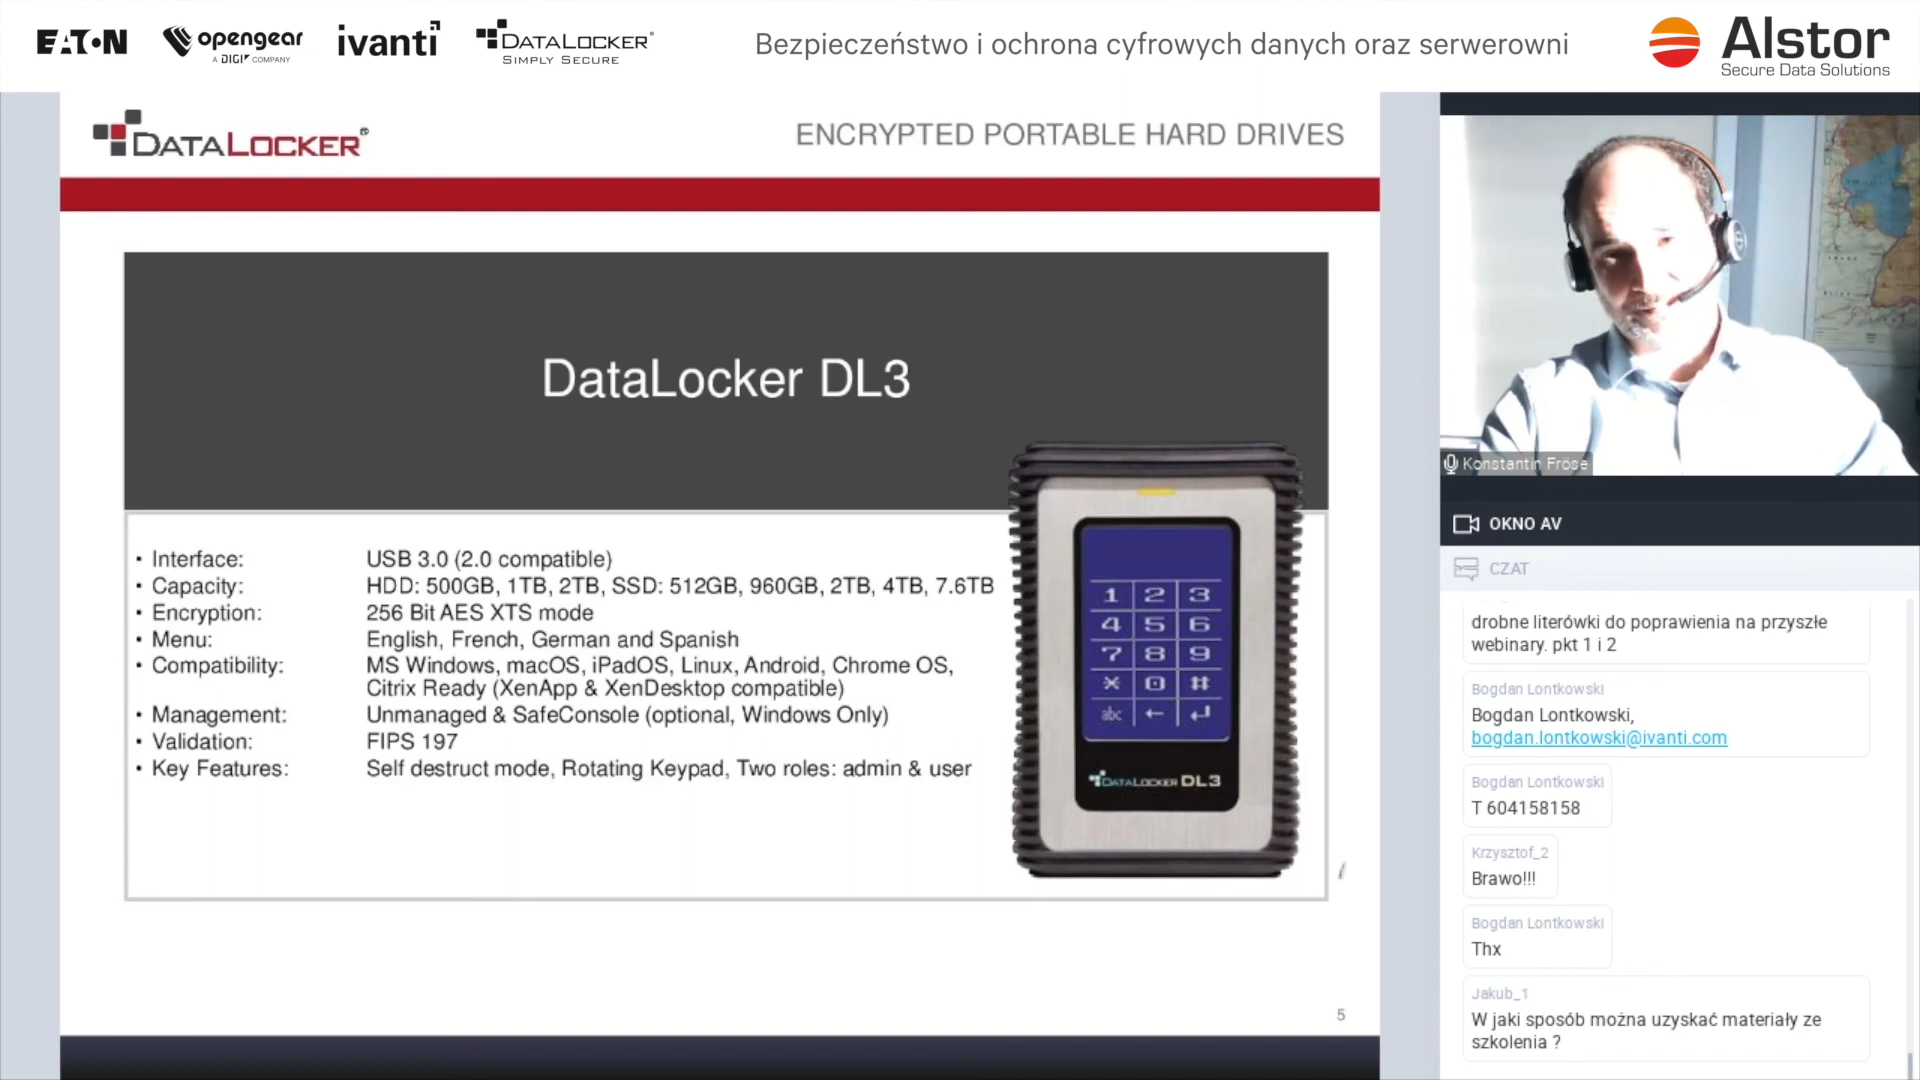 EATON
opengear
A DIGI COMPANY
ivanti
DATALOCKER
SIMPLY SECURE
Bezpieczeństwo i ochrona cyfrowych danych oraz serwerowni
Alstor
Secure Data Solutions
DATALOCKER®
ENCRYPTED PORTABLE HARD DRIVES
DataLocker DL3
• Interface: USB 3.0 (2.0 compatible)
• Capacity: HDD: 500GB, 1TB, 2TB, SSD: 512GB, 960GB, 2TB, 4TB, 7.6TB
• Encryption: 256 Bit AES XTS mode
• Menu: English, French, German and Spanish
• Compatibility: MS Windows, macOS, iPadOS, Linux, Android, Chrome OS,
Citrix Ready (XenApp & XenDesktop compatible)
• Management: Unmanaged & SafeConsole (optional, Windows Only)
• Validation: FIPS 197
• Key Features: Self destruct mode, Rotating Keypad, Two roles: admin & user
1 2 3
4 5 6
7 8 9
* 0 #
abc ← ↵
DATALOCKER DL3
5
Konstantin Fröse
OKNO AV
CZAT
drobne literówki do poprawienia na przyszłe
webinary. pkt 1 i 2
Bogdan Lontkowski
Bogdan Lontkowski,
bogdan.lontkowski@ivanti.com
Bogdan Lontkowski
T 604158158
Krzysztof_2
Brawo!!!
Bogdan Lontkowski
Thx
Jakub_1
W jaki sposób można uzyskać materiały ze
szkolenia ?